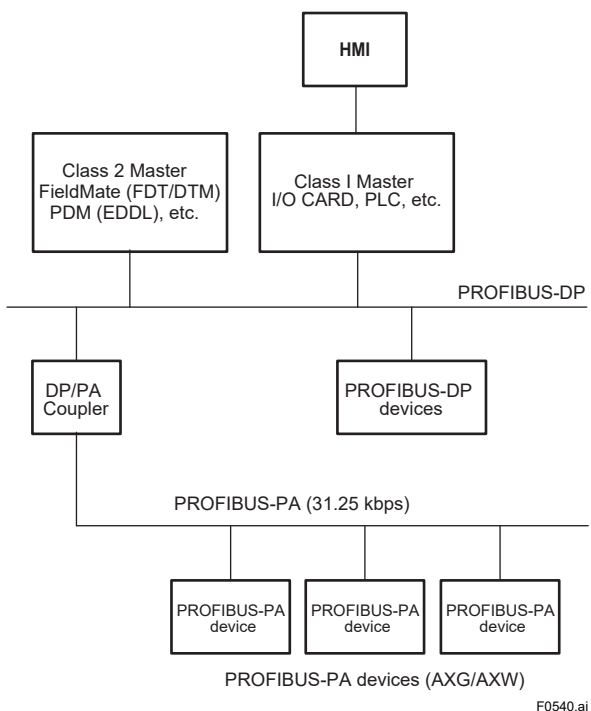 HMI
Class 2 Master
FieldMate (FDT/DTM)
PDM (EDDL), etc.
Class I Master
I/O CARD, PLC, etc.
PROFIBUS-DP
DP/PA
Coupler
PROFIBUS-DP
devices
PROFIBUS-PA (31.25 kbps)
PROFIBUS-PA
device
PROFIBUS-PA
device
PROFIBUS-PA
device
PROFIBUS-PA devices (AXG/AXW)
F0540.ai